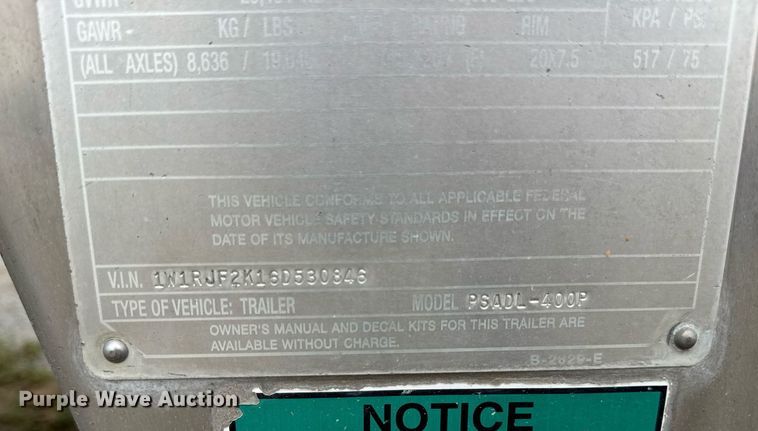 GAWR- KG / LBS RIM KPA / PSI
(ALL AXLES) 8,636 / 20X7.5 517 / 75
THIS VEHICLE CONFORMS TO ALL APPLICABLE FEDERAL
MOTOR VEHICLE SAFETY STANDARDS IN EFFECT ON THE
DATE OF ITS MANUFACTURE SHOWN.
V.I.N. 1W1RJF2K16D530846
TYPE OF VEHICLE: TRAILER MODEL PSADL-400P
OWNER'S MANUAL AND DECAL KITS FOR THIS TRAILER ARE
AVAILABLE WITHOUT CHARGE.
B-2629-E
Purple Wave Auction
NOTICE